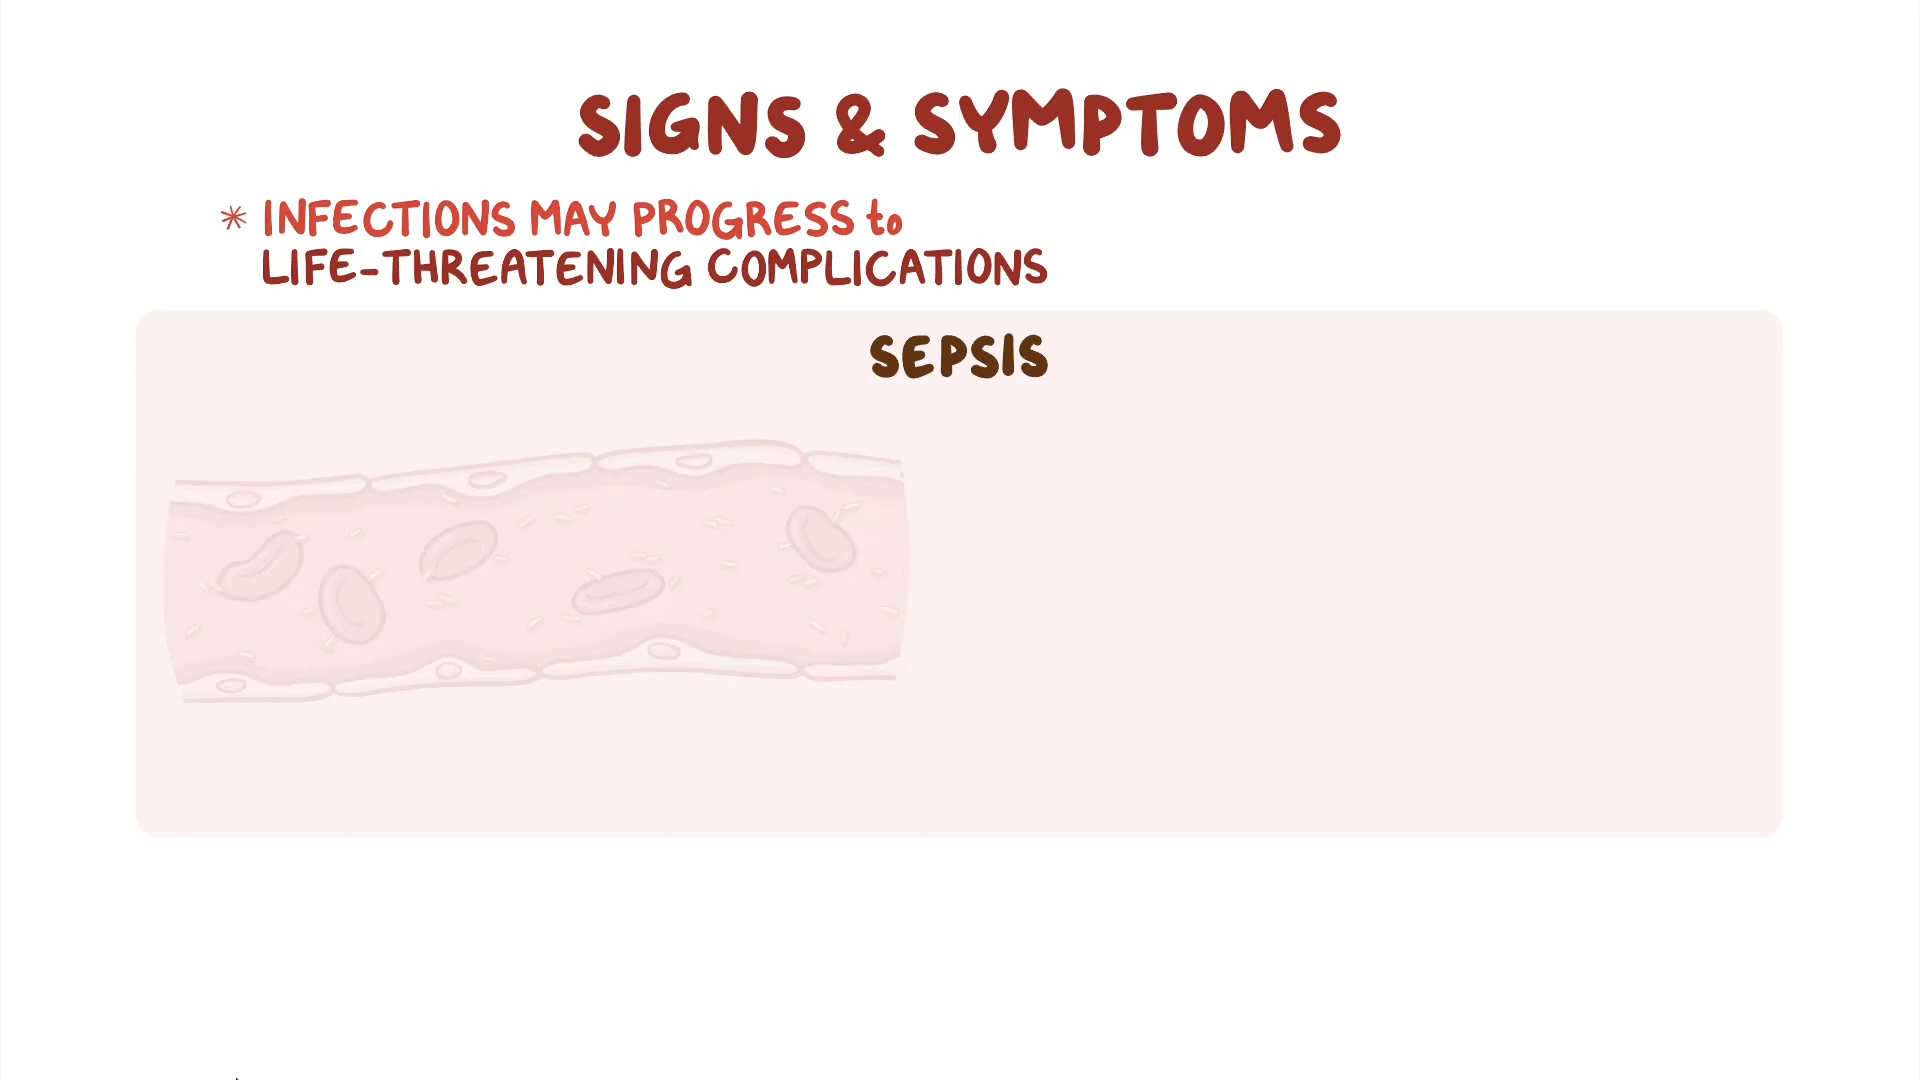 SIGNS & SYMPTOMS
* INFECTIONS MAY PROGRESS to
LIFE-THREATENING COMPLICATIONS
SEPSIS